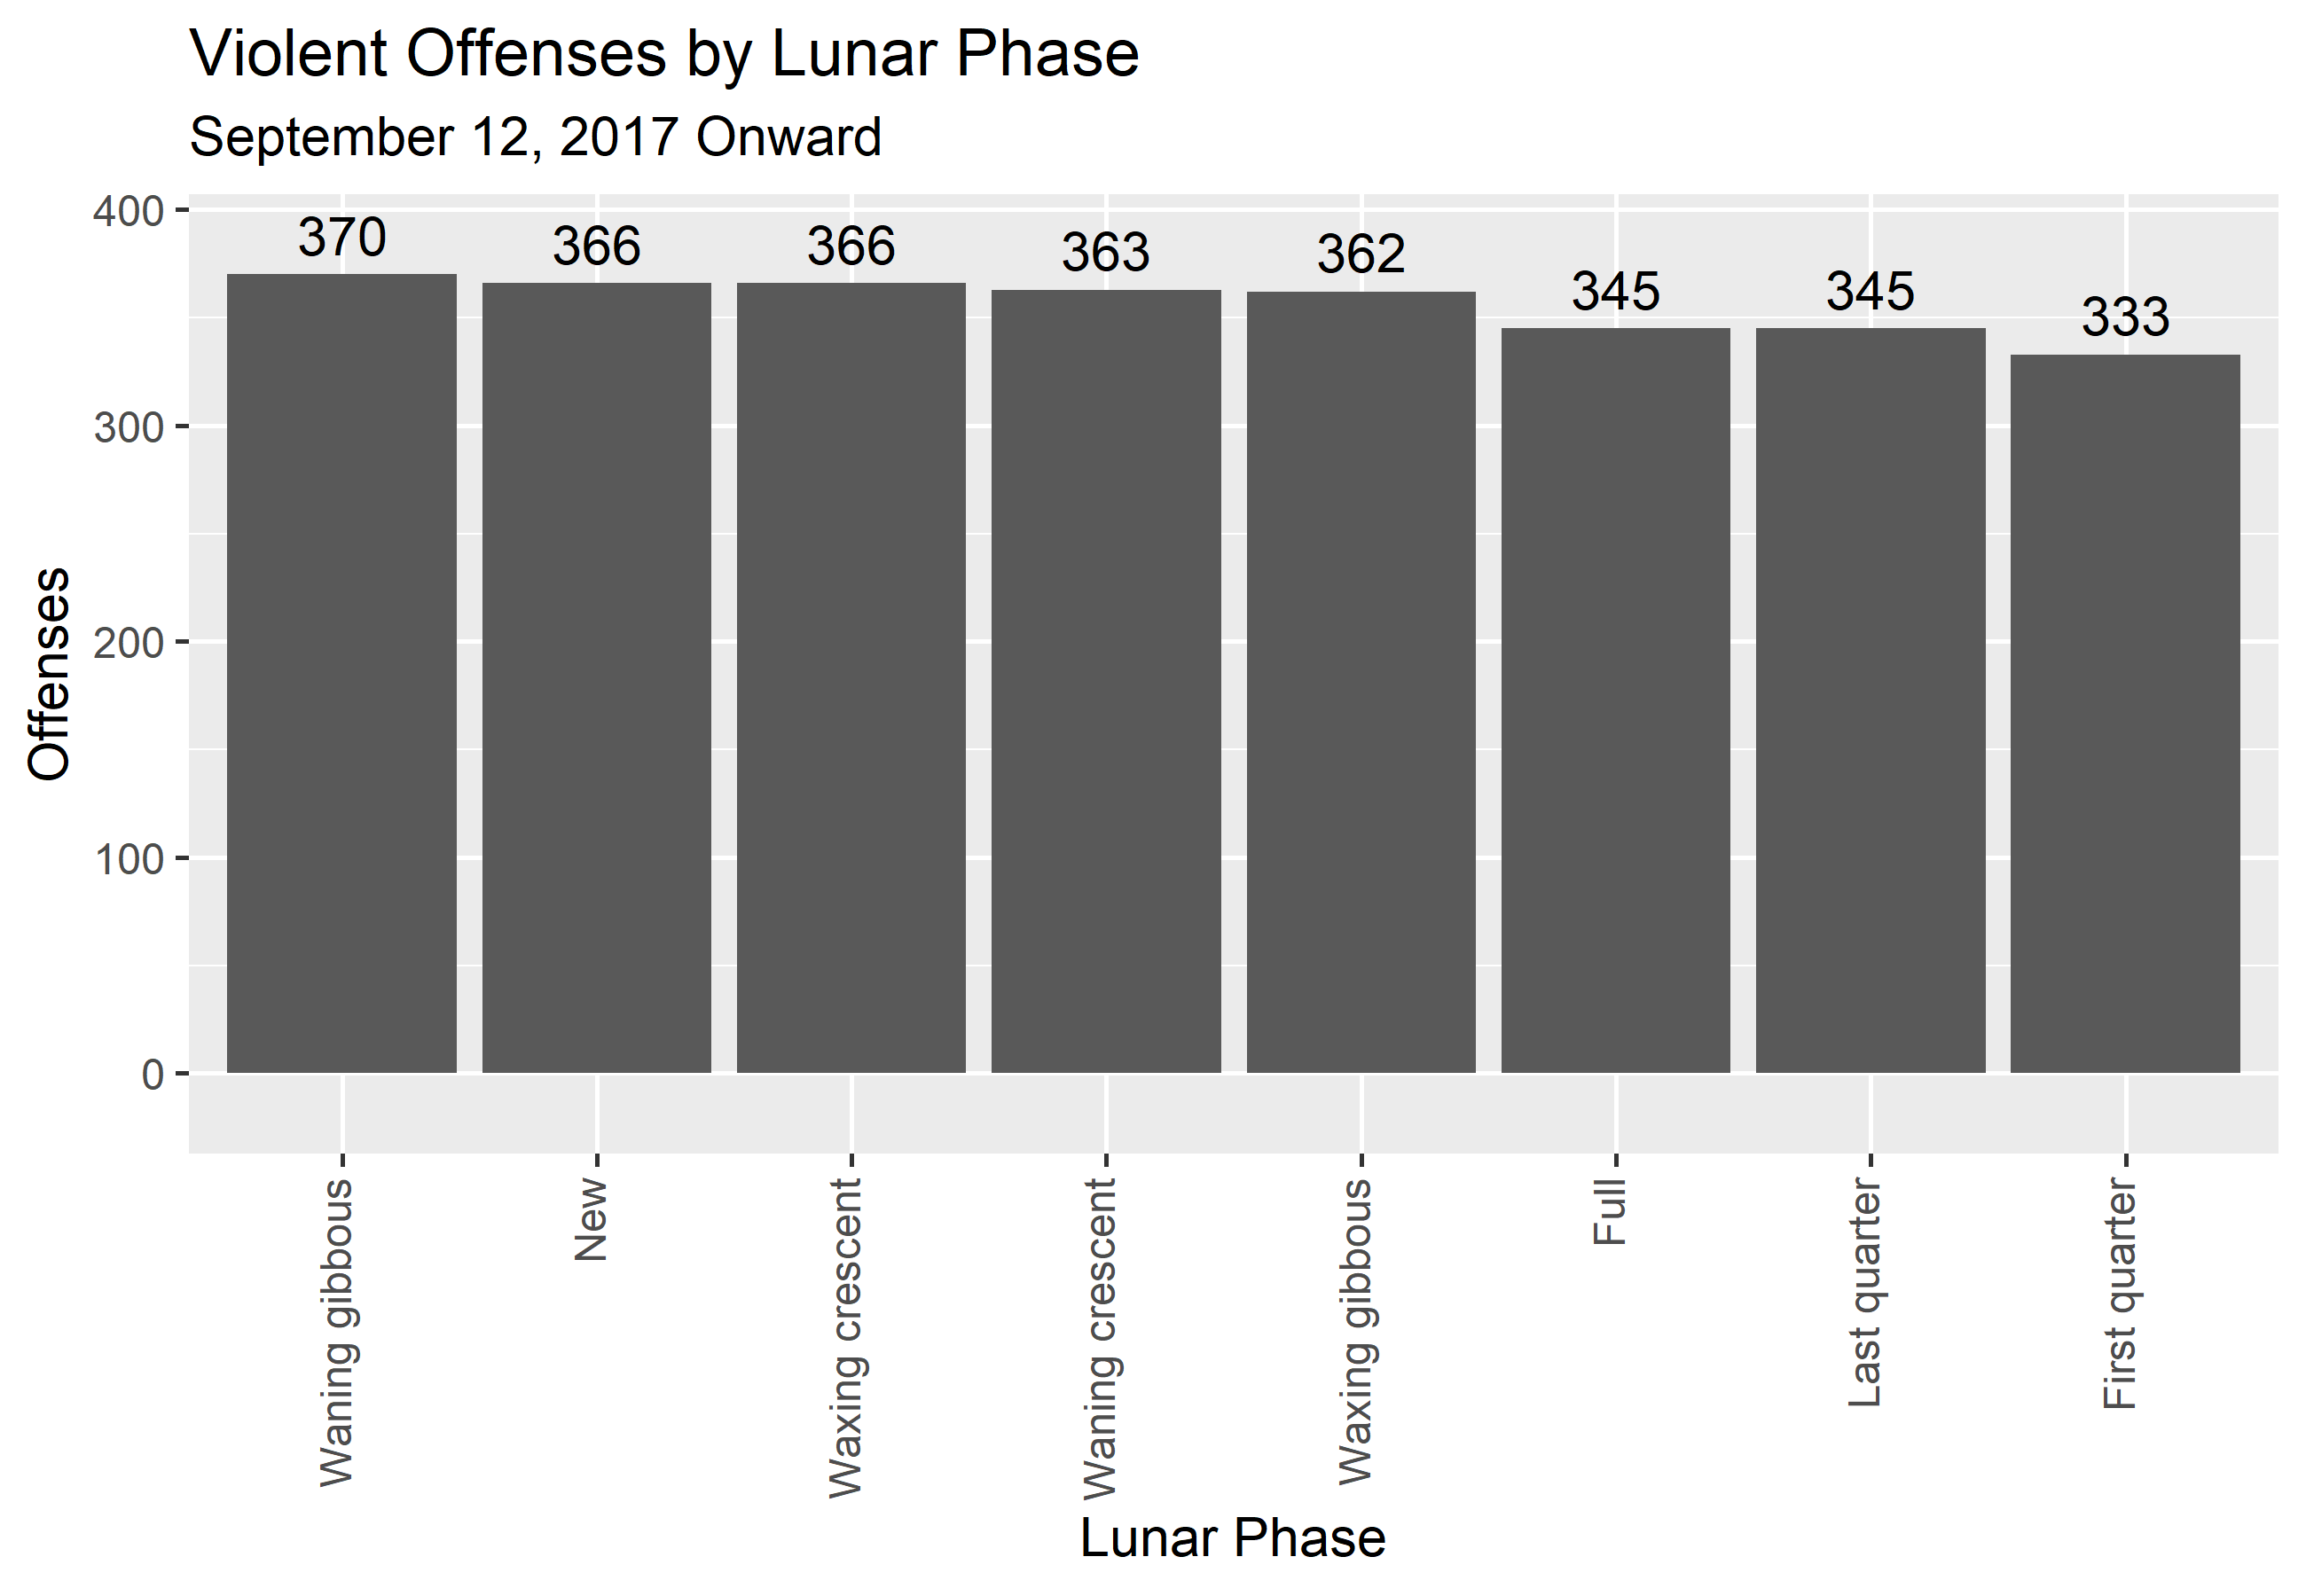 Violent Offenses by Lunar Phase
September 12, 2017 Onward
Offenses
400
300
200
100
0
370
366
366
363
362
345
345
333
Waning gibbous
New
Waxing crescent
Waning crescent
Waxing gibbous
Full
Last quarter
First quarter
Lunar Phase